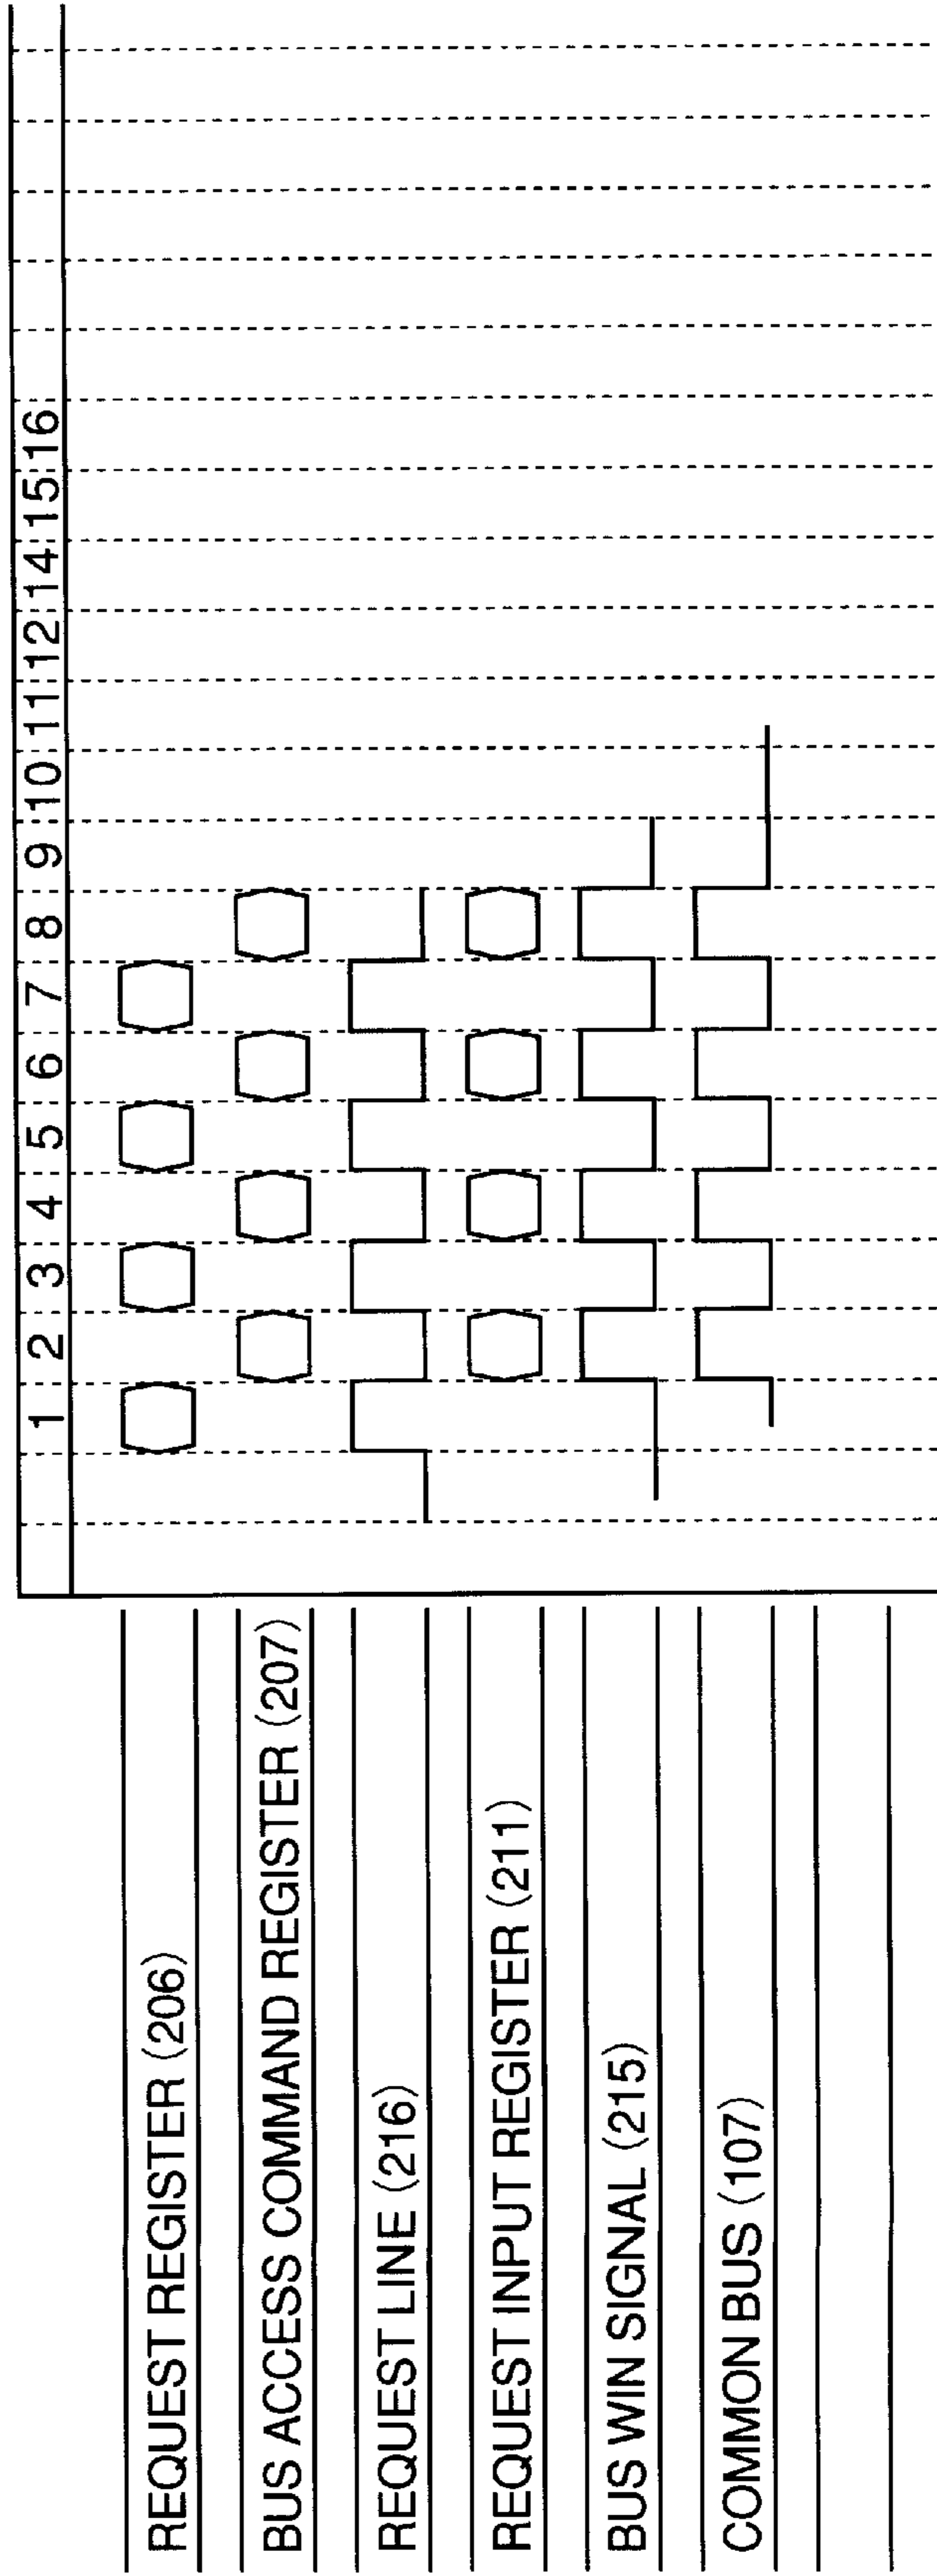 1 2 3 4 5 6 7 8 9 10 11 12 14 15 16
REQUEST REGISTER (206)
BUS ACCESS COMMAND REGISTER (207)
REQUEST LINE (216)
REQUEST INPUT REGISTER (211)
BUS WIN SIGNAL (215)
COMMON BUS (107)